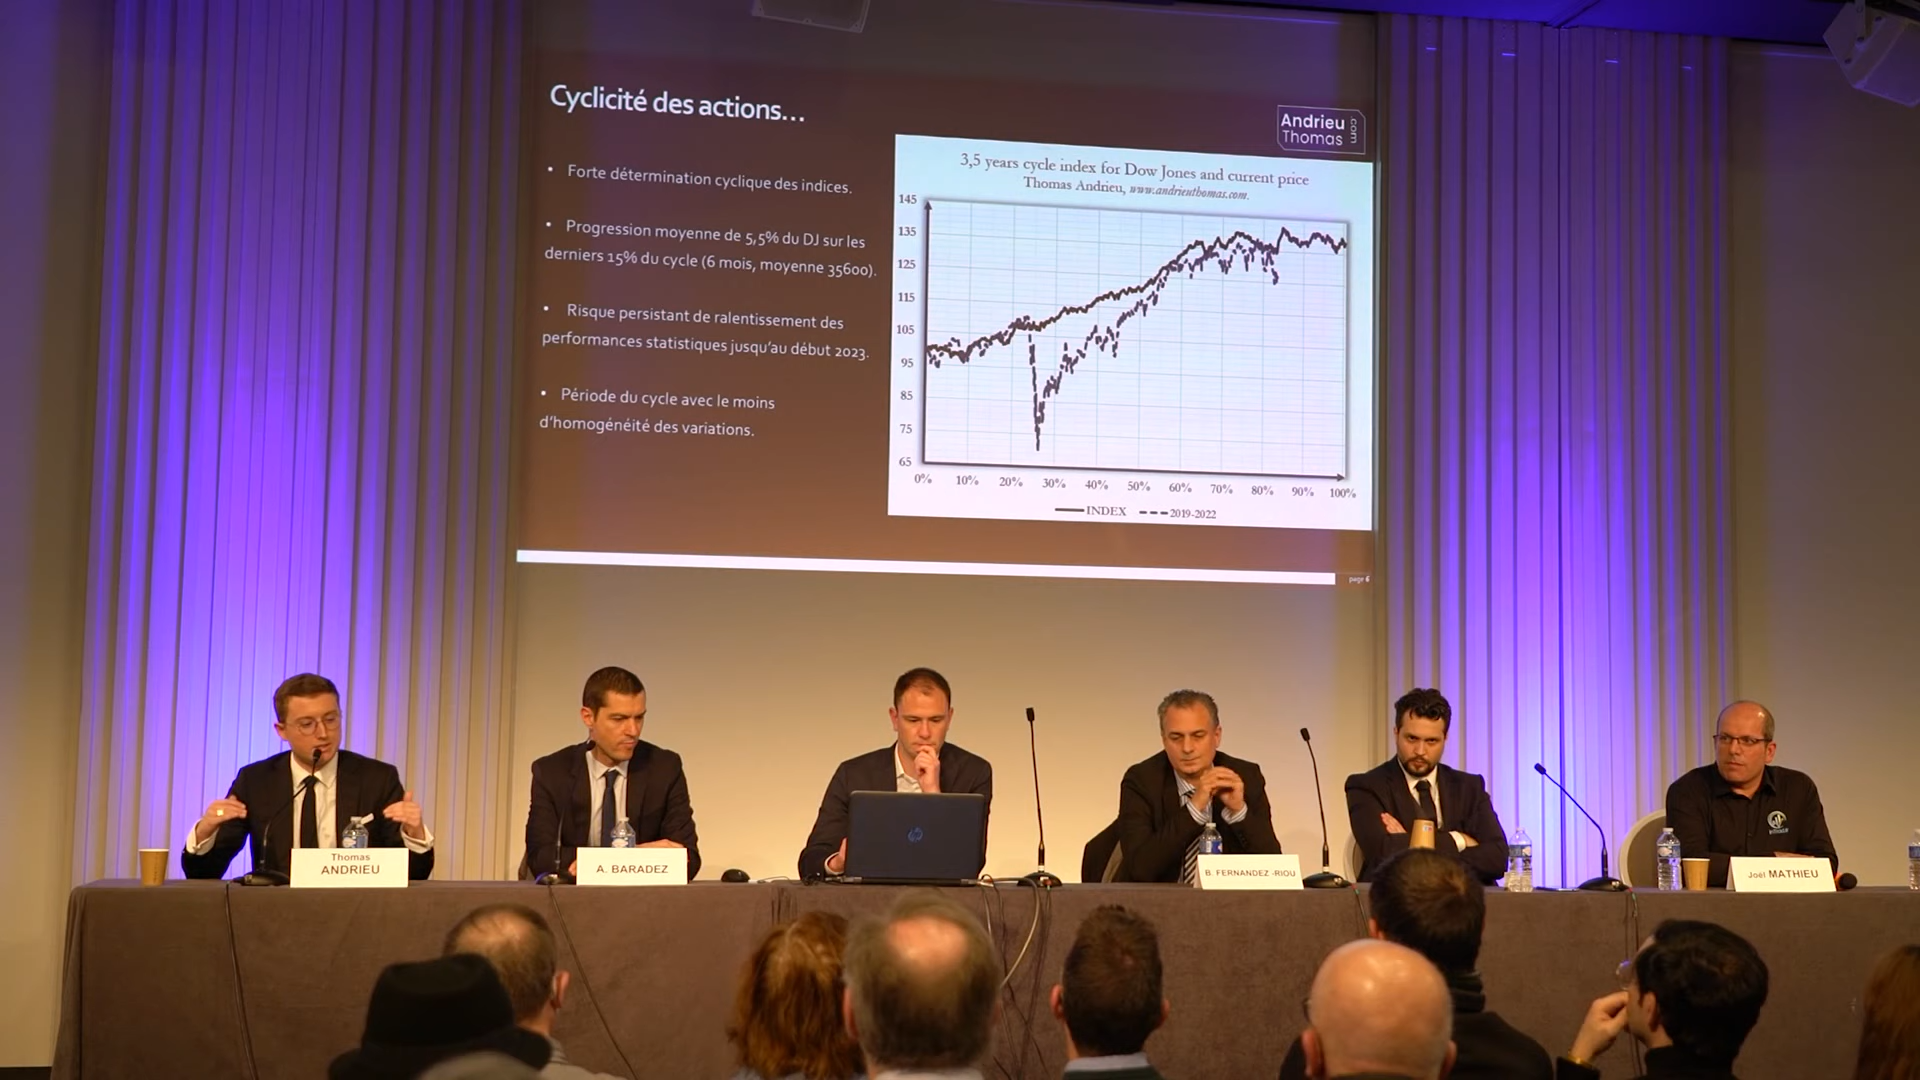 Cyclicité des actions…
Andrieu
Thomas
.com
• Forte détermination cyclique des indices.
• Progression moyenne de 5,5% du DJ sur les
derniers 15% du cycle (6 mois, moyenne 35600).
• Risque persistant de ralentissement des
performances statistiques jusqu'au début 2023.
• Période du cycle avec le moins
d'homogénéité des variations.
3,5 years cycle index for Dow Jones and current price
Thomas Andrieu, www.andrieuthomas.com.
145
135
125
115
105
95
85
75
65
0% 10% 20% 30% 40% 50% 60% 70% 80% 90% 100%
INDEX 2019-2022
page 6
Thomas
ANDRIEU
A. BARADEZ
hp
B. FERNANDEZ -RIOU
Joël MATHIEU